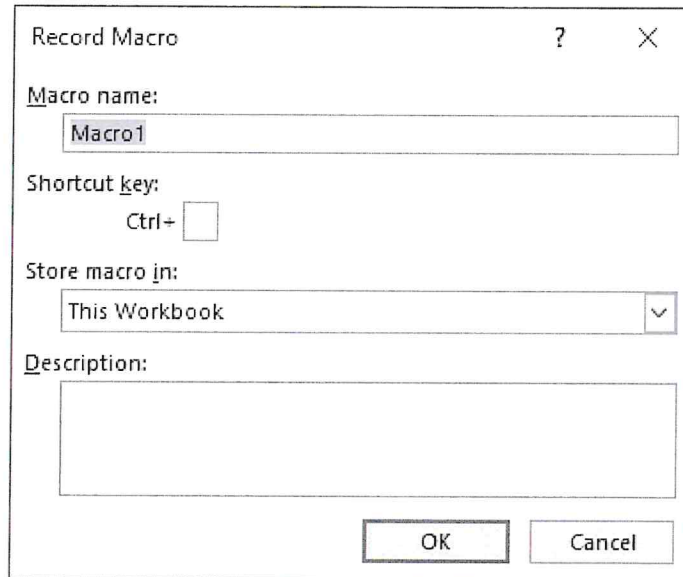 Record Macro ? ×
Macro name:
Macro1
Shortcut key:
Ctrl+
Store macro in:
This Workbook
Description:
OK Cancel